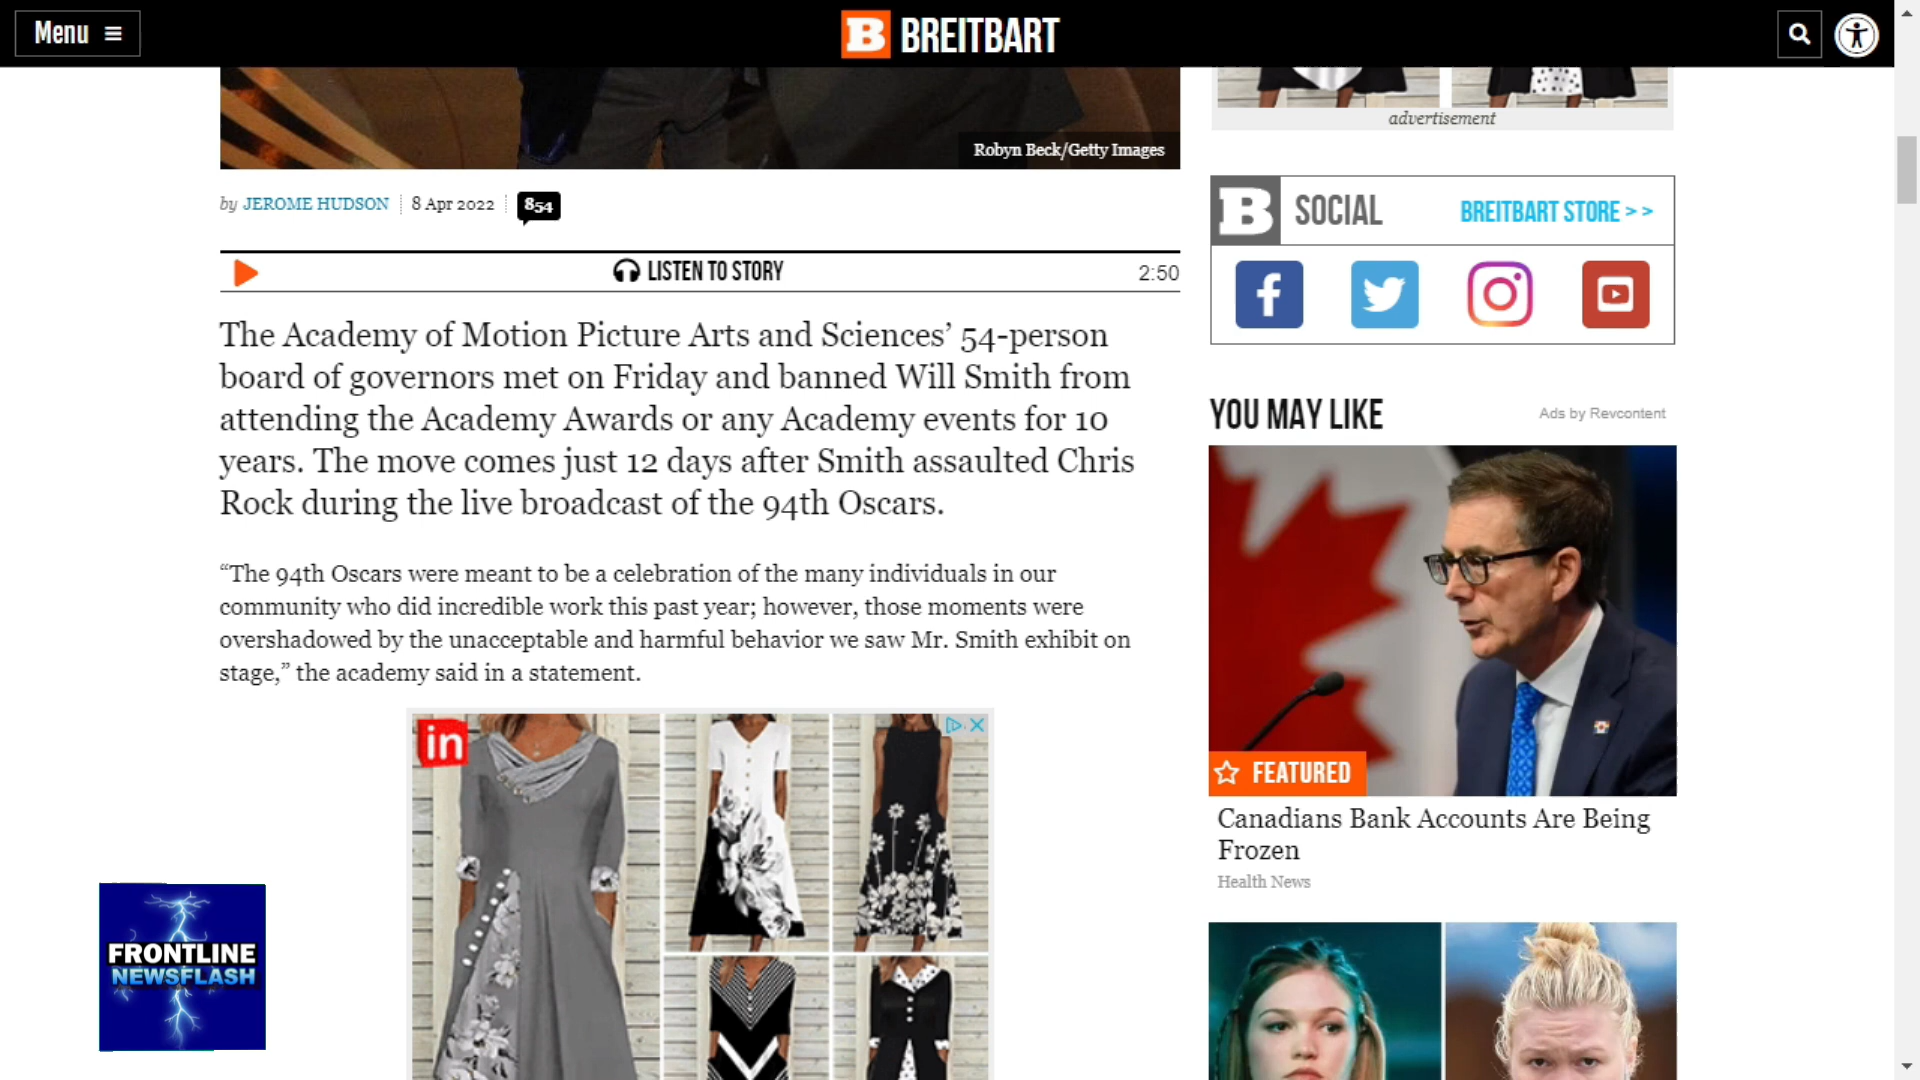 Menu
BREITBART
Robyn Beck/Getty Images
advertisement
by JEROME HUDSON 8 Apr 2022 854
SOCIAL BREITBART STORE > >
LISTEN TO STORY 2:50
The Academy of Motion Picture Arts and Sciences’ 54-person
board of governors met on Friday and banned Will Smith from
attending the Academy Awards or any Academy events for 10
years. The move comes just 12 days after Smith assaulted Chris
Rock during the live broadcast of the 94th Oscars.
“The 94th Oscars were meant to be a celebration of the many individuals in our
community who did incredible work this past year; however, those moments were
overshadowed by the unacceptable and harmful behavior we saw Mr. Smith exhibit on
stage,” the academy said in a statement.
in
FRONTLINE
NEWSFLASH
YOU MAY LIKE Ads by Revcontent
FEATURED
Canadians Bank Accounts Are Being
Frozen
Health News